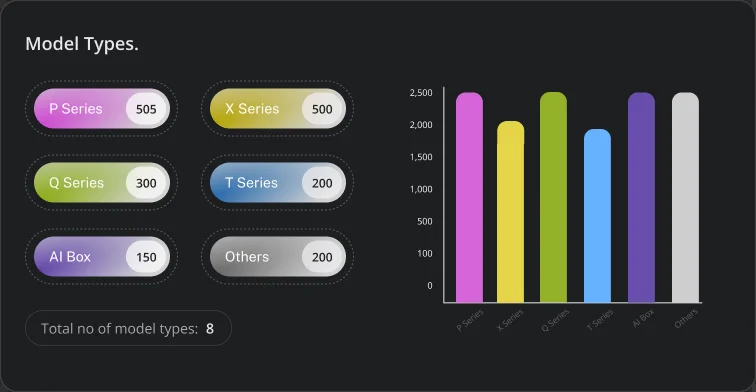 Model Types.
P Series 505
X Series 500
Q Series 300
T Series 200
AI Box 150
Others 200
Total no of model types: 8
2,500
2,000
1,500
1,000
500
100
0
P Series
X Series
Q Series
T Series
AI Box
Others